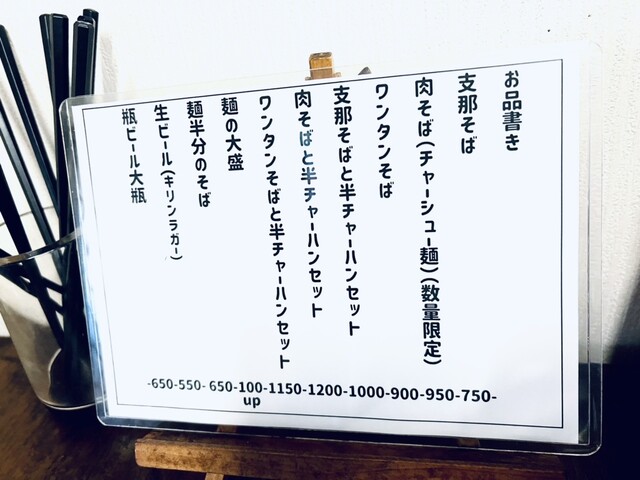 お品書き
支那そば
肉そば(チャーシュー麺)(数量限定)
ワンタンそば
支那そばと半チャーハンセット
肉そばと半チャーハンセット
ワンタンそばと半チャーハンセット
麺の大盛
麺半分のそば
生ビール(キリンラガー)
瓶ビール大瓶
-650-550- 650-100-1150-1200-1000-900-950-750-
up